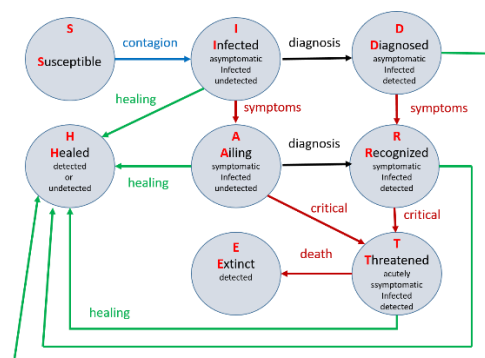 S
Susceptible
contagion
I
Infected
asymptomatic
Infected
undetected
diagnosis
D
Diagnosed
asymptomatic
Infected
detected
healing
symptoms
symptoms
H
Healed
detected
or
undetected
healing
A
Ailing
symptomatic
Infected
undetected
diagnosis
R
Recognized
symptomatic
Infected
detected
critical
critical
E
Extinct
detected
death
T
Threatened
acutely
ssymptomatic
Infected
detected
healing